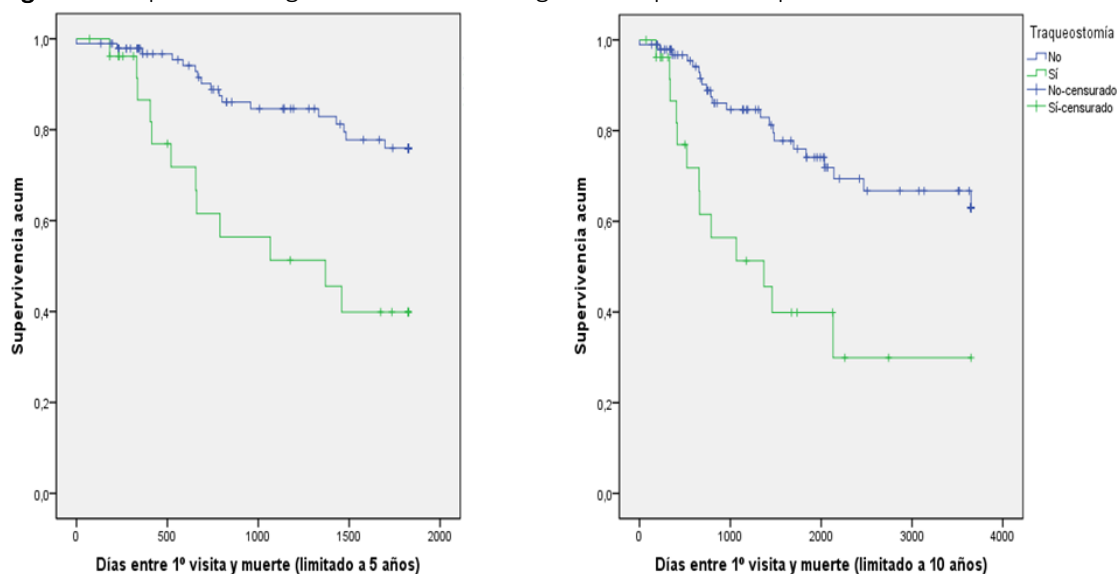 1,0
0,8
0,6
0,4
0,2
0,0
Supervivencia acum
0
500
1000
1500
2000
Días entre 1º visita y muerte (limitado a 5 años)
1,0
0,8
0,6
0,4
0,2
0,0
Supervivencia acum
0
1000
2000
3000
4000
Días entre 1º visita y muerte (limitado a 10 años)
Traqueostomía
No
Sí
No-censurado
Sí-censurado